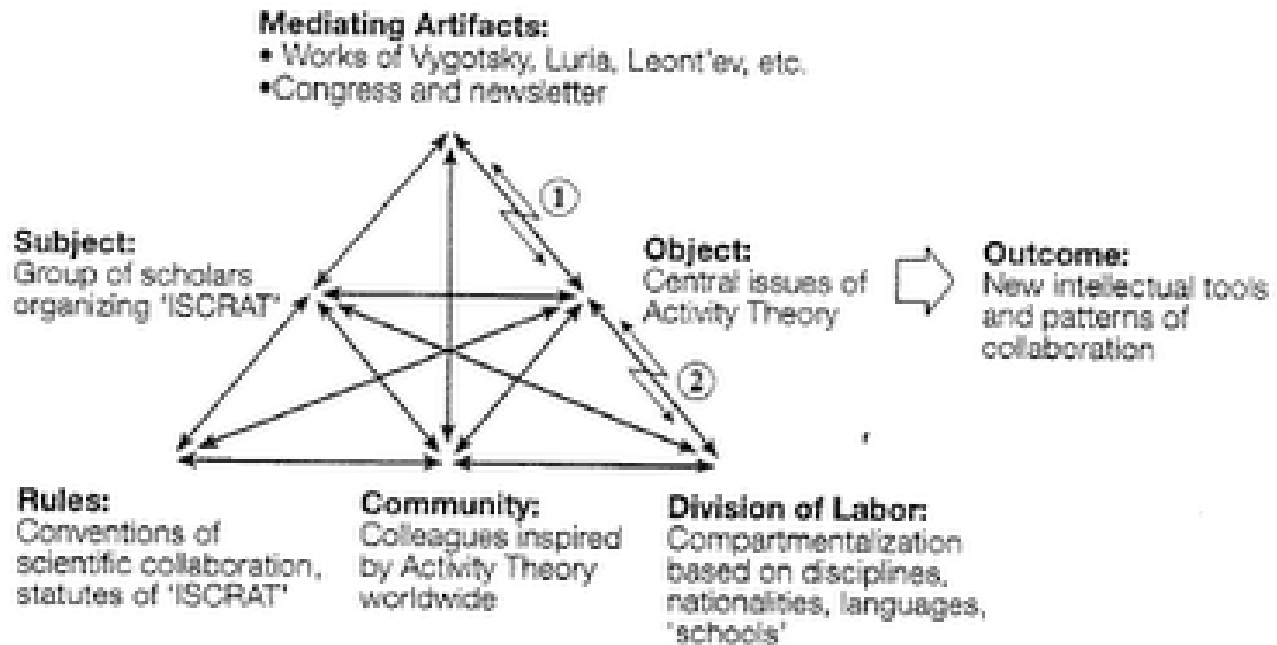 Mediating Artifacts:
• Works of Vygotsky, Luria, Leont'ev, etc.
•Congress and newsletter
1
Subject:
Group of scholars
organizing 'ISCRAT'
Object:
Central issues of
Activity Theory
Outcome:
New intellectual tools
and patterns of
collaboration
2
Rules:
Conventions of
scientific collaboration,
statutes of 'ISCRAT'
Community:
Colleagues inspired
by Activity Theory
worldwide
Division of Labor:
Compartmentalization
based on disciplines,
nationalities, languages,
'schools'